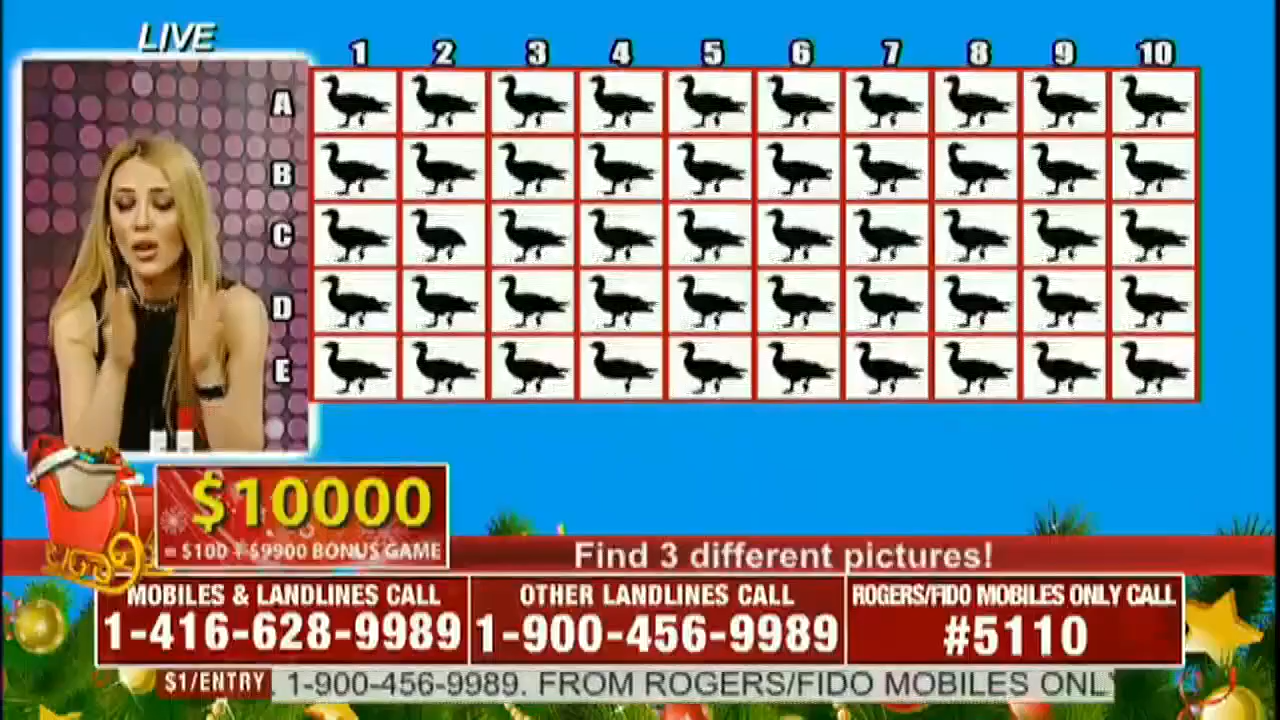 LIVE
1 2 3 4 5 6 7 8 9 10
A
B
C
D
E
$10000
= $100 + $9900 BONUS GAME
Find 3 different pictures!
MOBILES & LANDLINES CALL
1-416-628-9989
OTHER LANDLINES CALL
1-900-456-9989
ROGERS/FIDO MOBILES ONLY CALL
#5110
$1/ENTRY
. 1-900-456-9989. FROM ROGERS/FIDO MOBILES ONLY